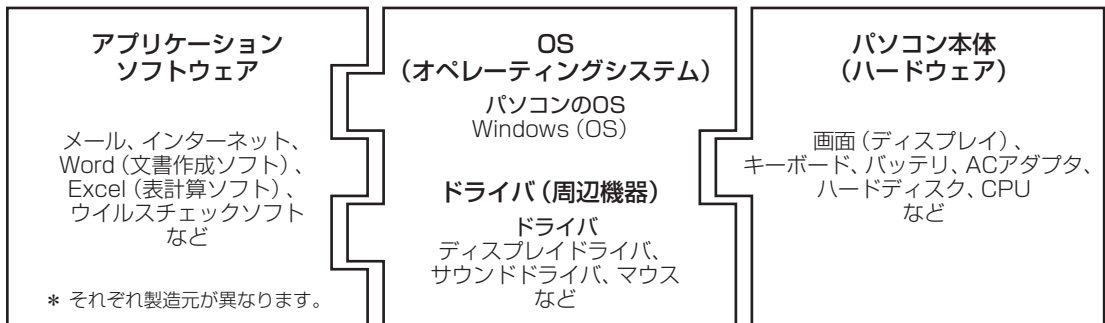 アプリケーション
ソフトウェア
メール、インターネット、
Word（文書作成ソフト）、
Excel（表計算ソフト）、
ウイルスチェックソフト
など
* それぞれ製造元が異なります。
OS
（オペレーティングシステム）
パソコンのOS
Windows（OS）
ドライバ（周辺機器）
ドライバ
ディスプレイドライバ、
サウンドドライバ、マウス
など
パソコン本体
（ハードウェア）
画面（ディスプレイ）、
キーボード、バッテリ、ACアダプタ、
ハードディスク、CPU
など